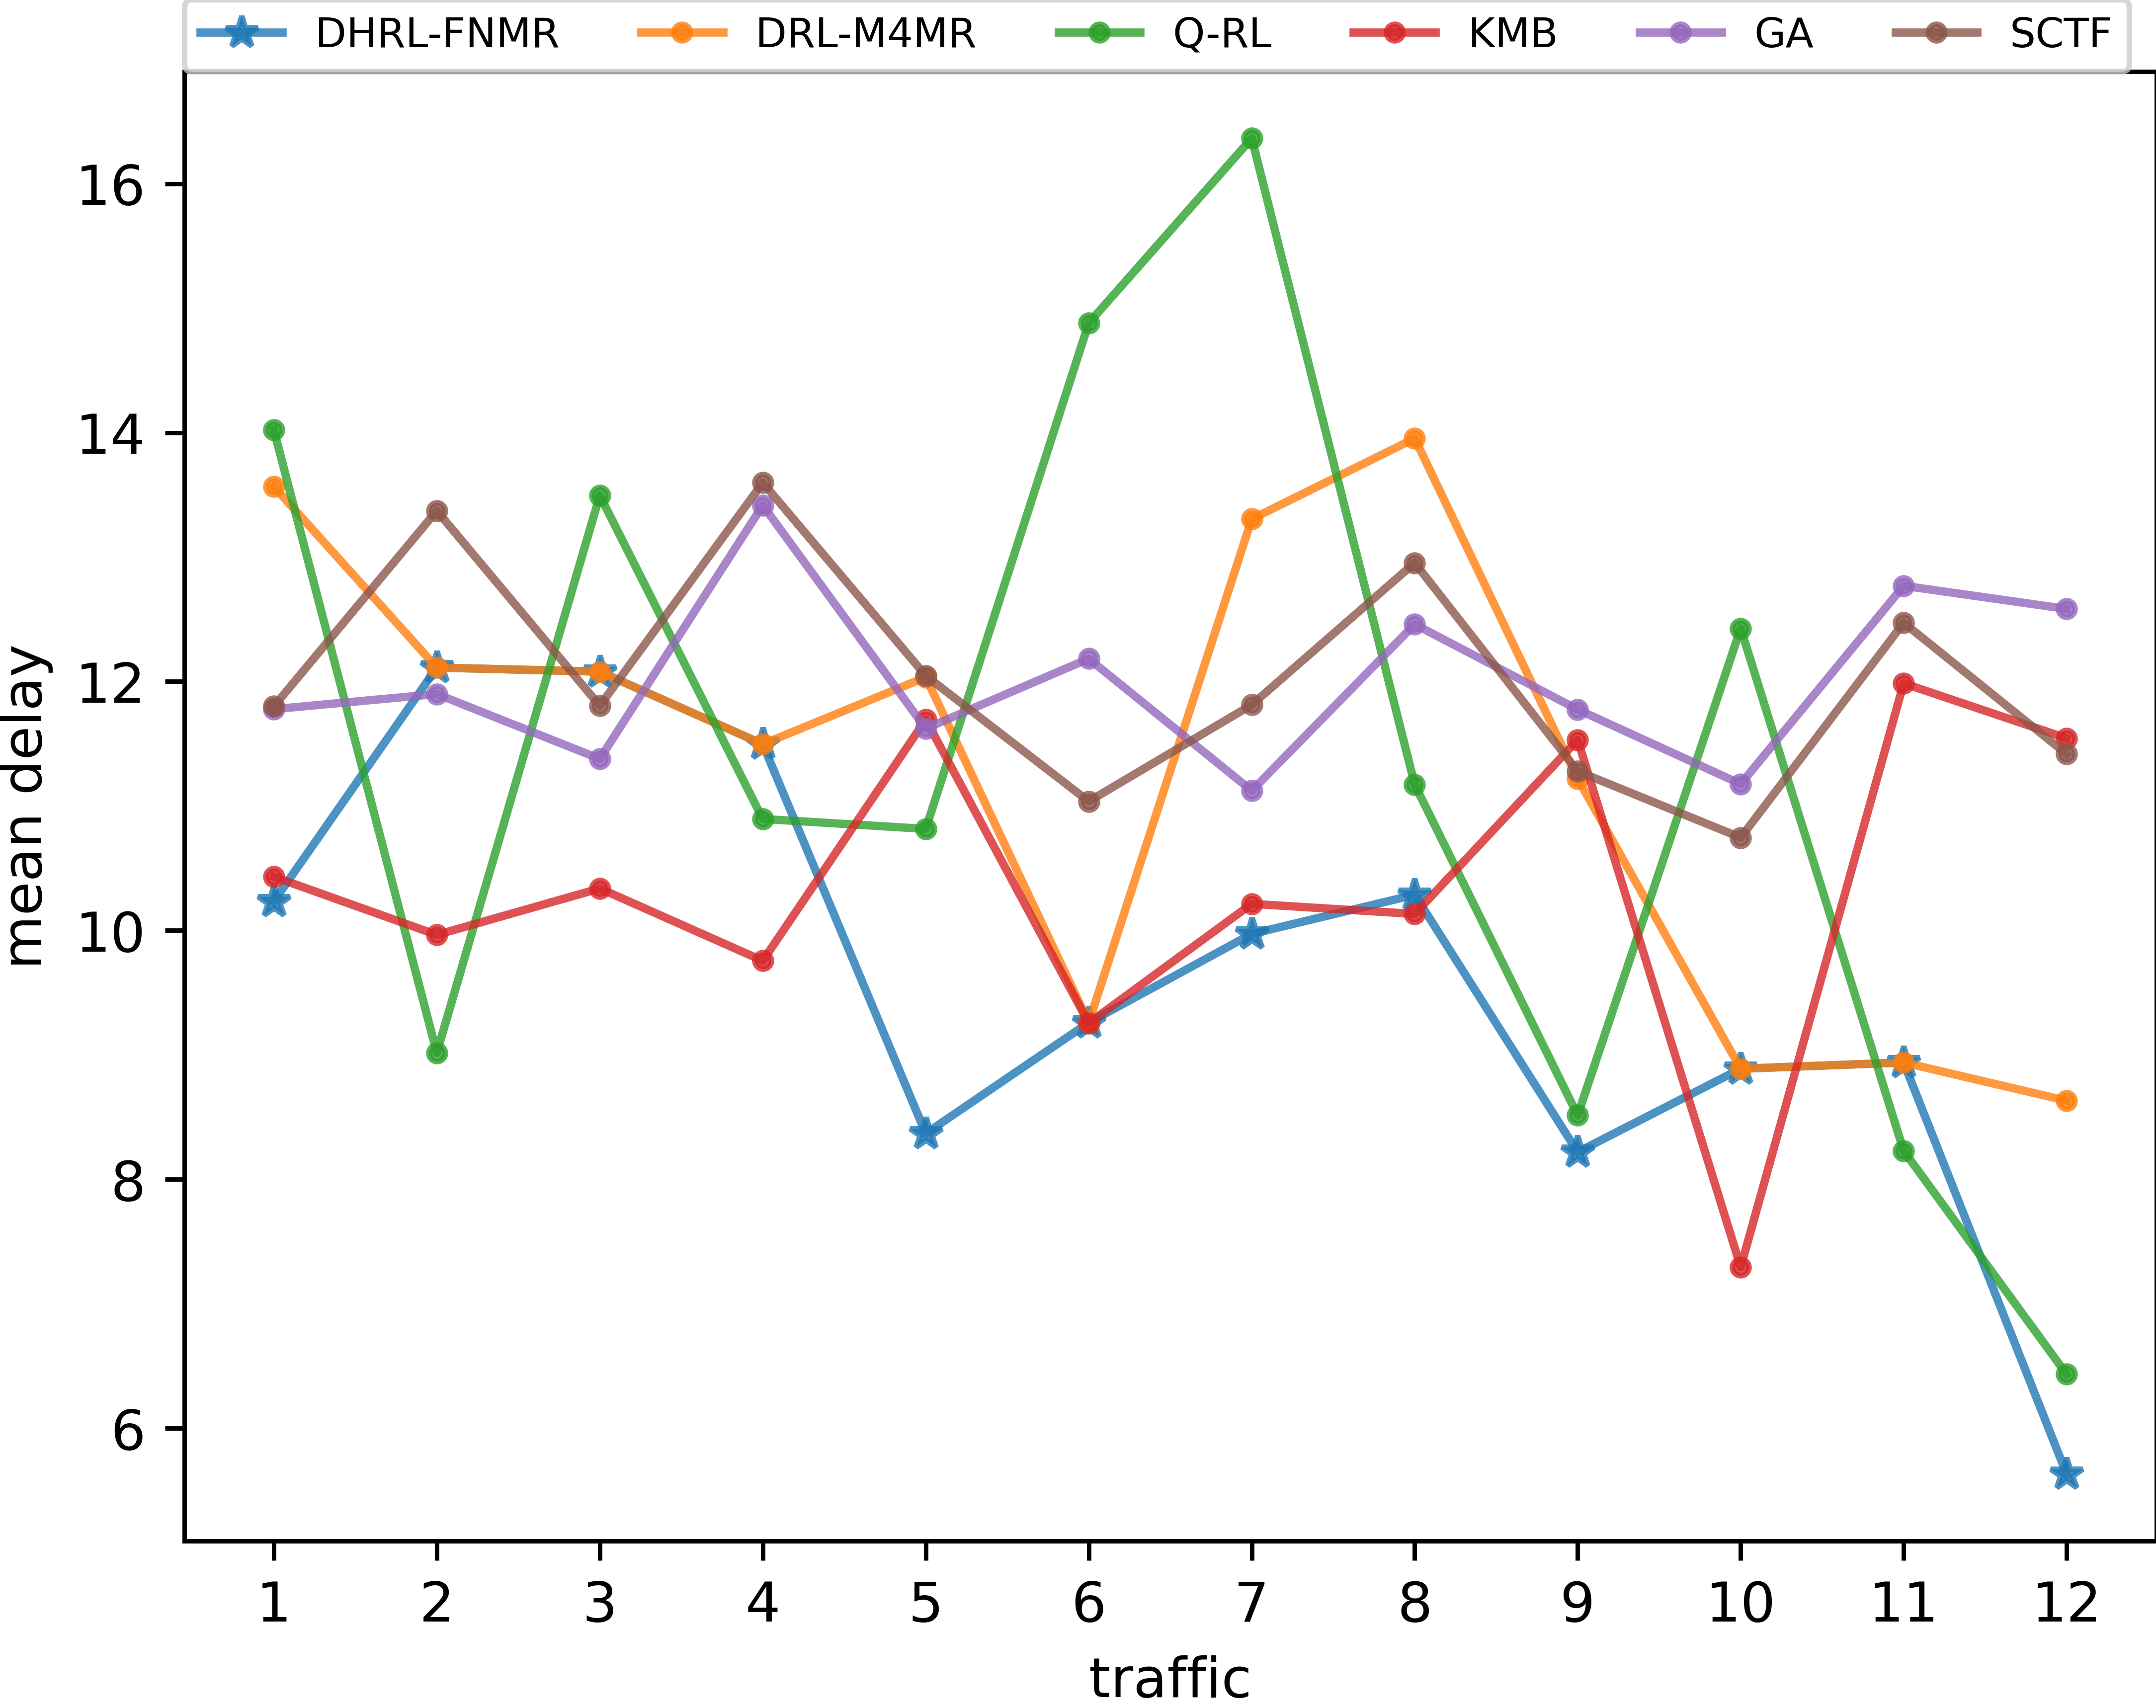 DHRL-FNMR DRL-M4MR Q-RL KMB GA SCTF
16
14
12
10
8
6
mean delay
1 2 3 4 5 6 7 8 9 10 11 12
traffic